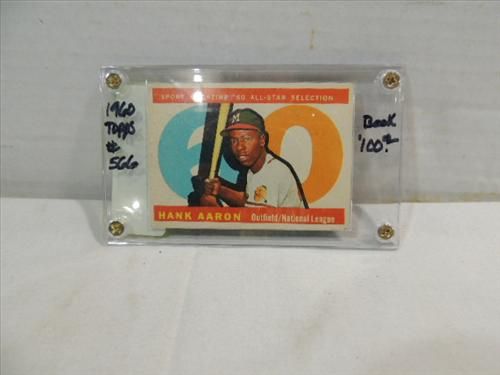 1960
TOPPS
#
566
SPORT MAGAZINE '60 ALL-STAR SELECTION
60
M
HANK AARON Outfield/National League
Book
$100.00